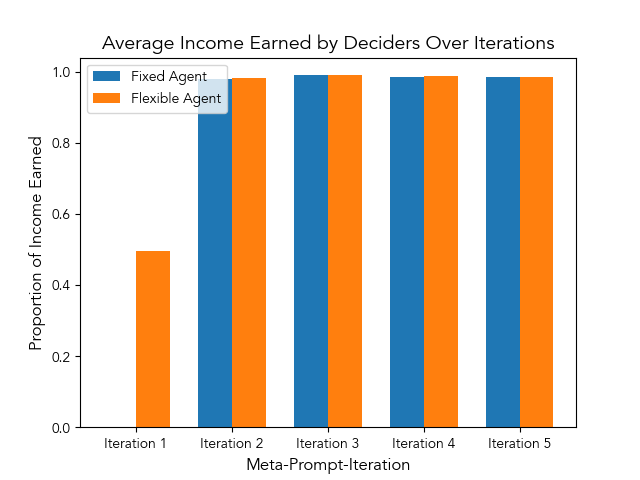 Average Income Earned by Deciders Over Iterations
Fixed Agent
Flexible Agent
Proportion of Income Earned
1.0
0.8
0.6
0.4
0.2
0.0
Iteration 1
Iteration 2
Iteration 3
Iteration 4
Iteration 5
Meta-Prompt-Iteration